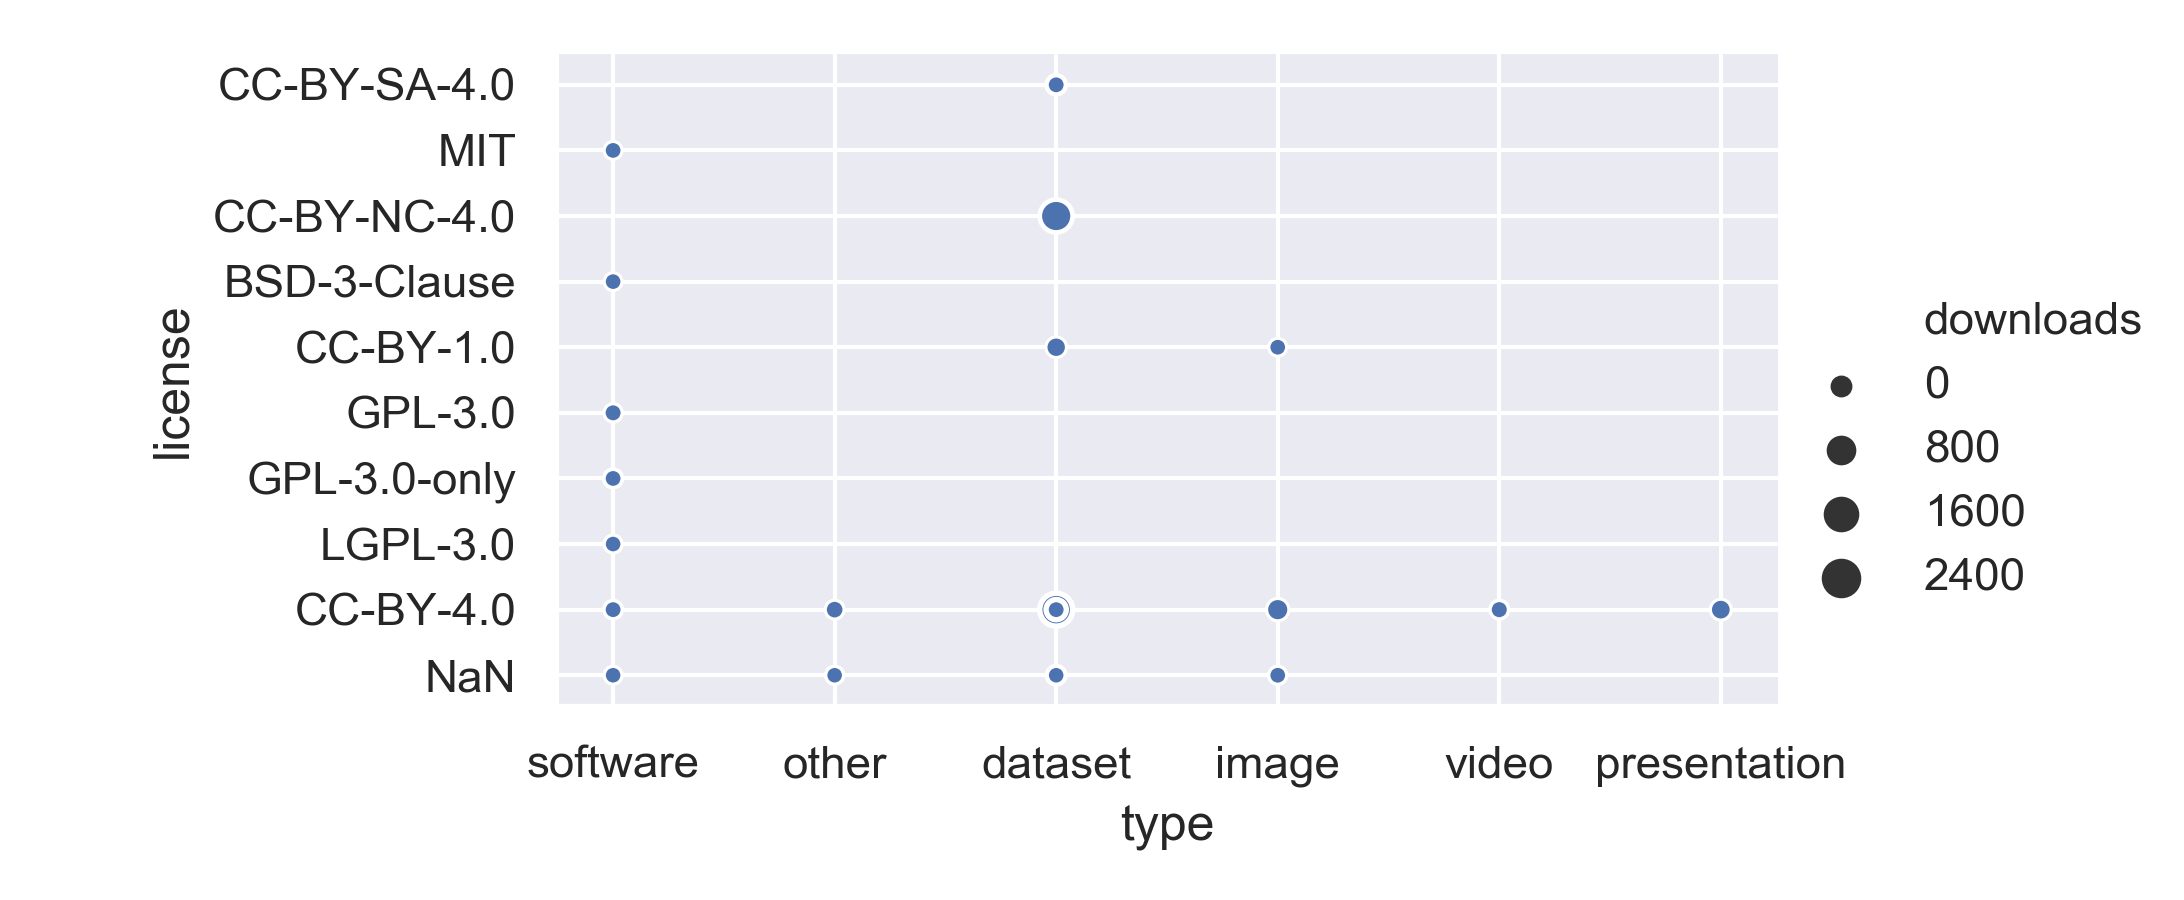 CC-BY-SA-4.0
MIT
CC-BY-NC-4.0
BSD-3-Clause
CC-BY-1.0
GPL-3.0
GPL-3.0-only
LGPL-3.0
CC-BY-4.0
NaN
license
software other dataset image video presentation
type
downloads
0
800
1600
2400